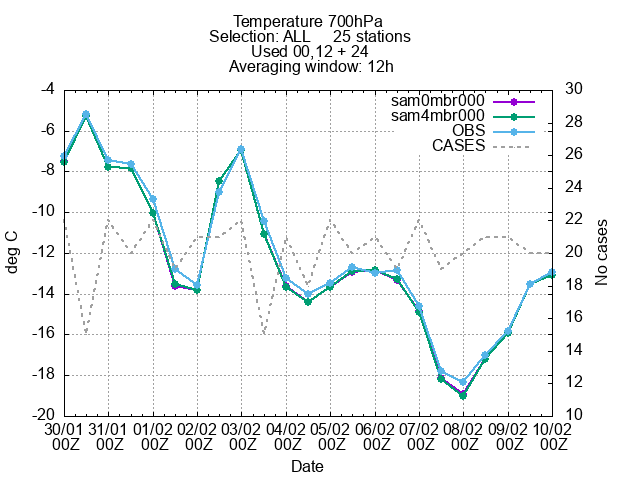 Temperature 700hPa
Selection: ALL 25 stations
Used 00,12 + 24
Averaging window: 12h
sam0mbr000
sam4mbr000
OBS
CASES
deg C
-4
-6
-8
-10
-12
-14
-16
-18
-20
No cases
30
28
26
24
22
20
18
16
14
12
10
30/01 31/01 01/02 02/02 03/02 04/02 05/02 06/02 07/02 08/02 09/02 10/02
00Z 00Z 00Z 00Z 00Z 00Z 00Z 00Z 00Z 00Z 00Z 00Z
Date